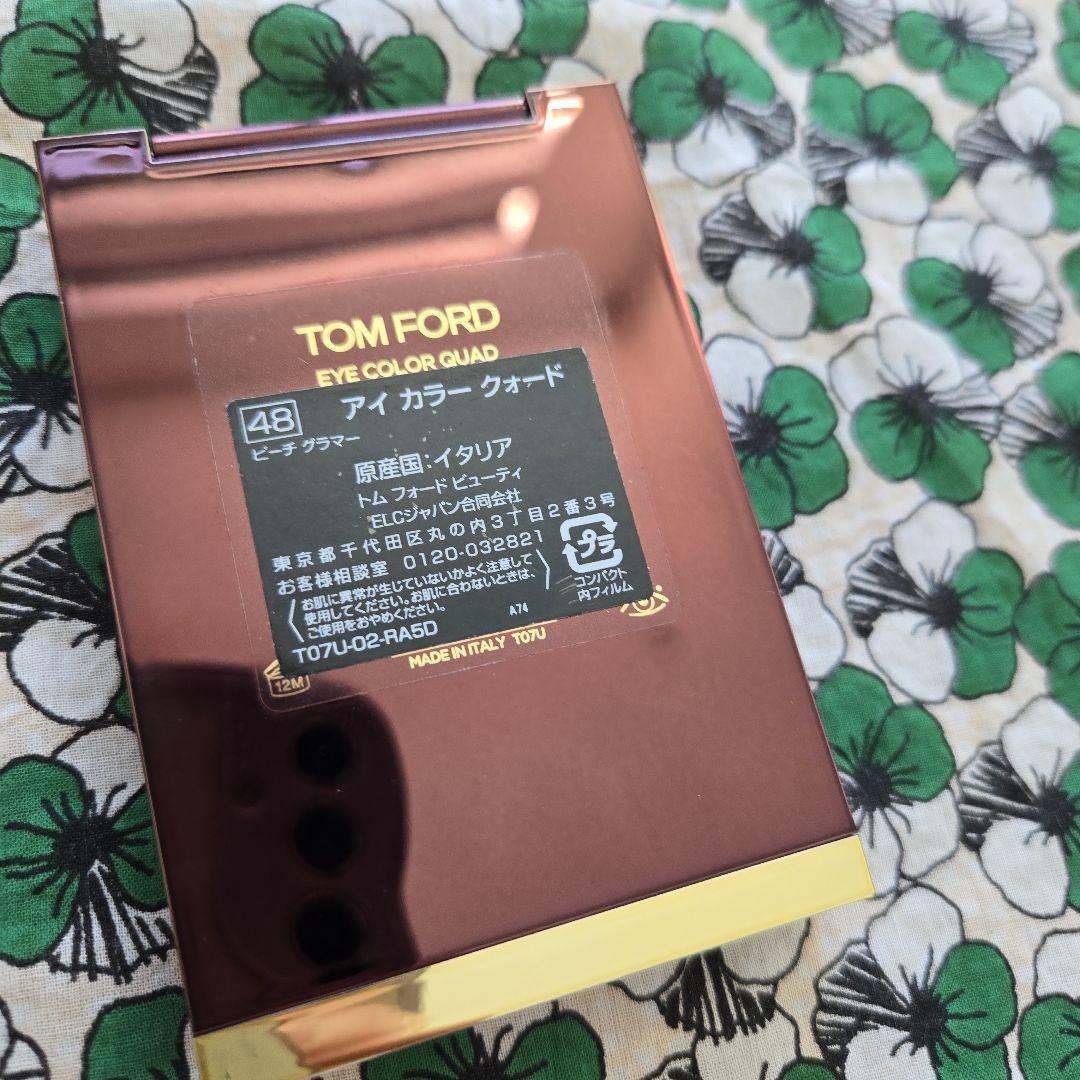 TOM FORD
EYE COLOR QUAD
48 アイ カラー クォード
ピーチ グラマー
原産国:イタリア
トム フォード ビューティ
ELCジャパン合同会社
東京都千代田区丸の内3丁目2番3号
お客様相談室 0120-032821
お肌に異常が生じていないかよく注意して
使用してください。お肌に合わないときは、
ご使用をおやめください。
プラ
コンパクト
内フィルム
T07U-02-RA5D
A74
12M
MADE IN ITALY T07U